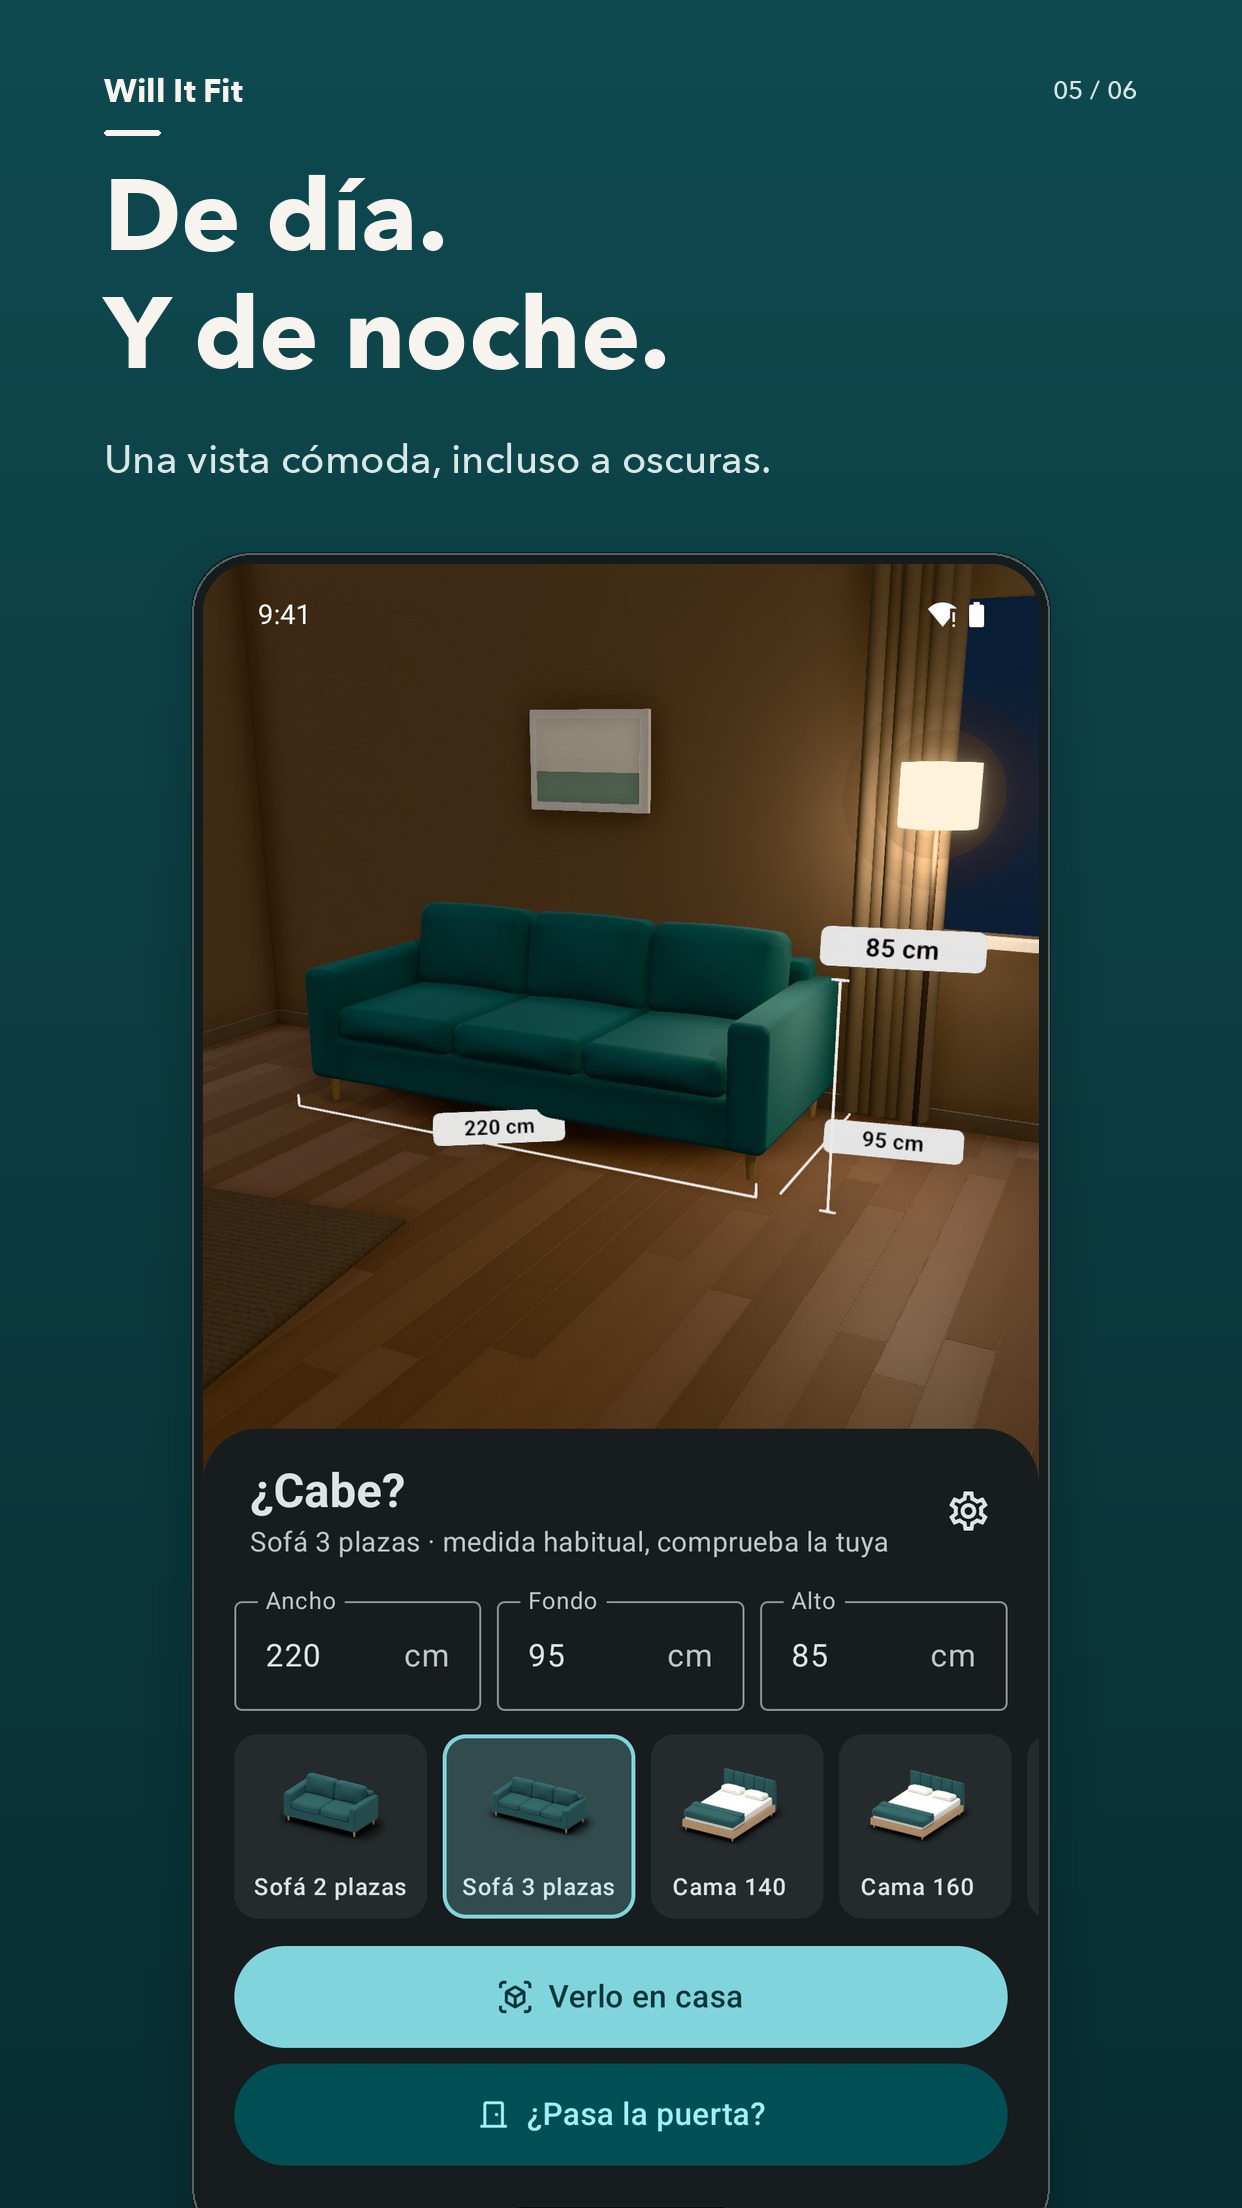 Will It Fit
05 / 06
De día.
Y de noche.
Una vista cómoda, incluso a oscuras.
9:41
85 cm
220 cm
95 cm
¿Cabe?
Sofá 3 plazas · medida habitual, comprueba la tuya
Ancho
Fondo
Alto
220 cm
95 cm
85 cm
Sofá 2 plazas
Sofá 3 plazas
Cama 140
Cama 160
Verlo en casa
¿Pasa la puerta?